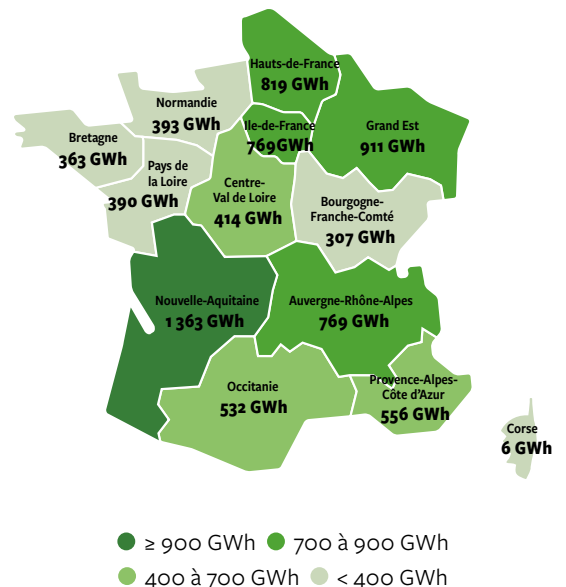 Hauts-de-France
819 GWh
Normandie
393 GWh
Ile-de-France
769GWh
Grand Est
911 GWh
Bretagne
363 GWh
Pays de
la Loire
390 GWh
Centre-
Val de Loire
414 GWh
Bourgogne-
Franche-Comté
307 GWh
Nouvelle-Aquitaine
1 363 GWh
Auvergne-Rhône-Alpes
769 GWh
Occitanie
532 GWh
Provence-Alpes-
Côte d'Azur
556 GWh
Corse
6 GWh
≥ 900 GWh
700 à 900 GWh
400 à 700 GWh
< 400 GWh